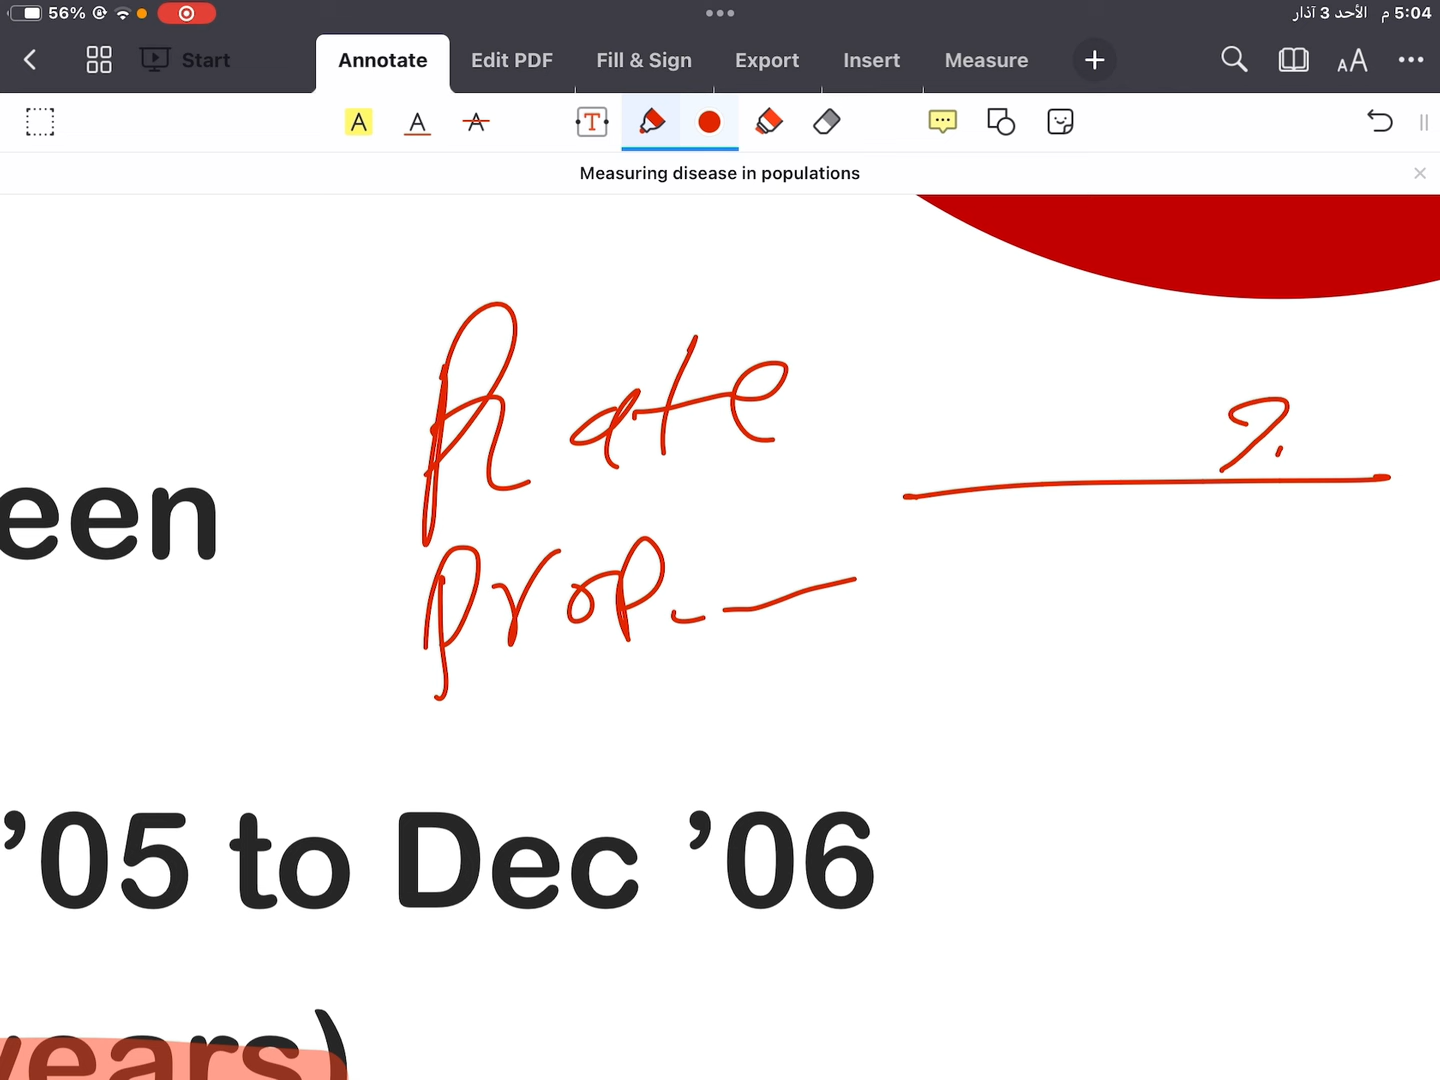 56%
5:04 م الأحد 3 آذار
Start
Annotate
Edit PDF
Fill & Sign
Export
Insert
Measure
A A A T
AA
Measuring disease in populations
Rate
%
een
prop.
’05 to Dec ’06
years)